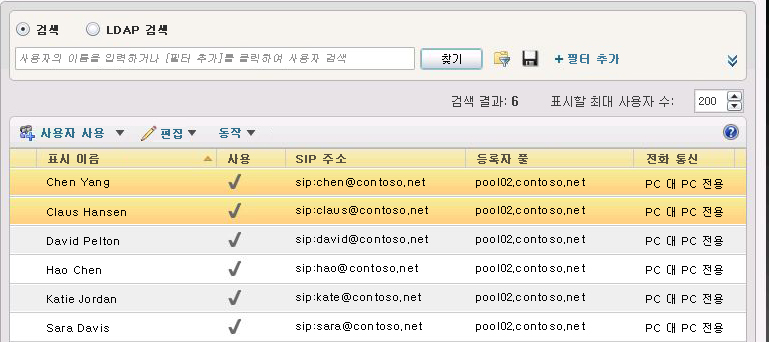 검색 LDAP 검색
사용자의 이름을 입력하거나 [필터 추가]를 클릭하여 사용자 검색 찾기 + 필터 추가
검색 결과: 6 표시할 최대 사용자 수: 200
사용자 사용 편집 동작
표시 이음 사용 SIP 주소 등록자 풀 전화 통신
Chen Yang sip:chen@contoso.net pool02.contoso.net PC 대 PC 전용
Claus Hansen sip:claus@contoso.net pool02.contoso.net PC 대 PC 전용
David Pelton sip:david@contoso.net pool02.contoso.net PC 대 PC 전용
Hao Chen sip:hao@contoso.net pool02.contoso.net PC 대 PC 전용
Katie Jordan sip:kate@contoso.net pool02.contoso.net PC 대 PC 전용
Sara Davis sip:sara@contoso.net pool02.contoso.net PC 대 PC 전용